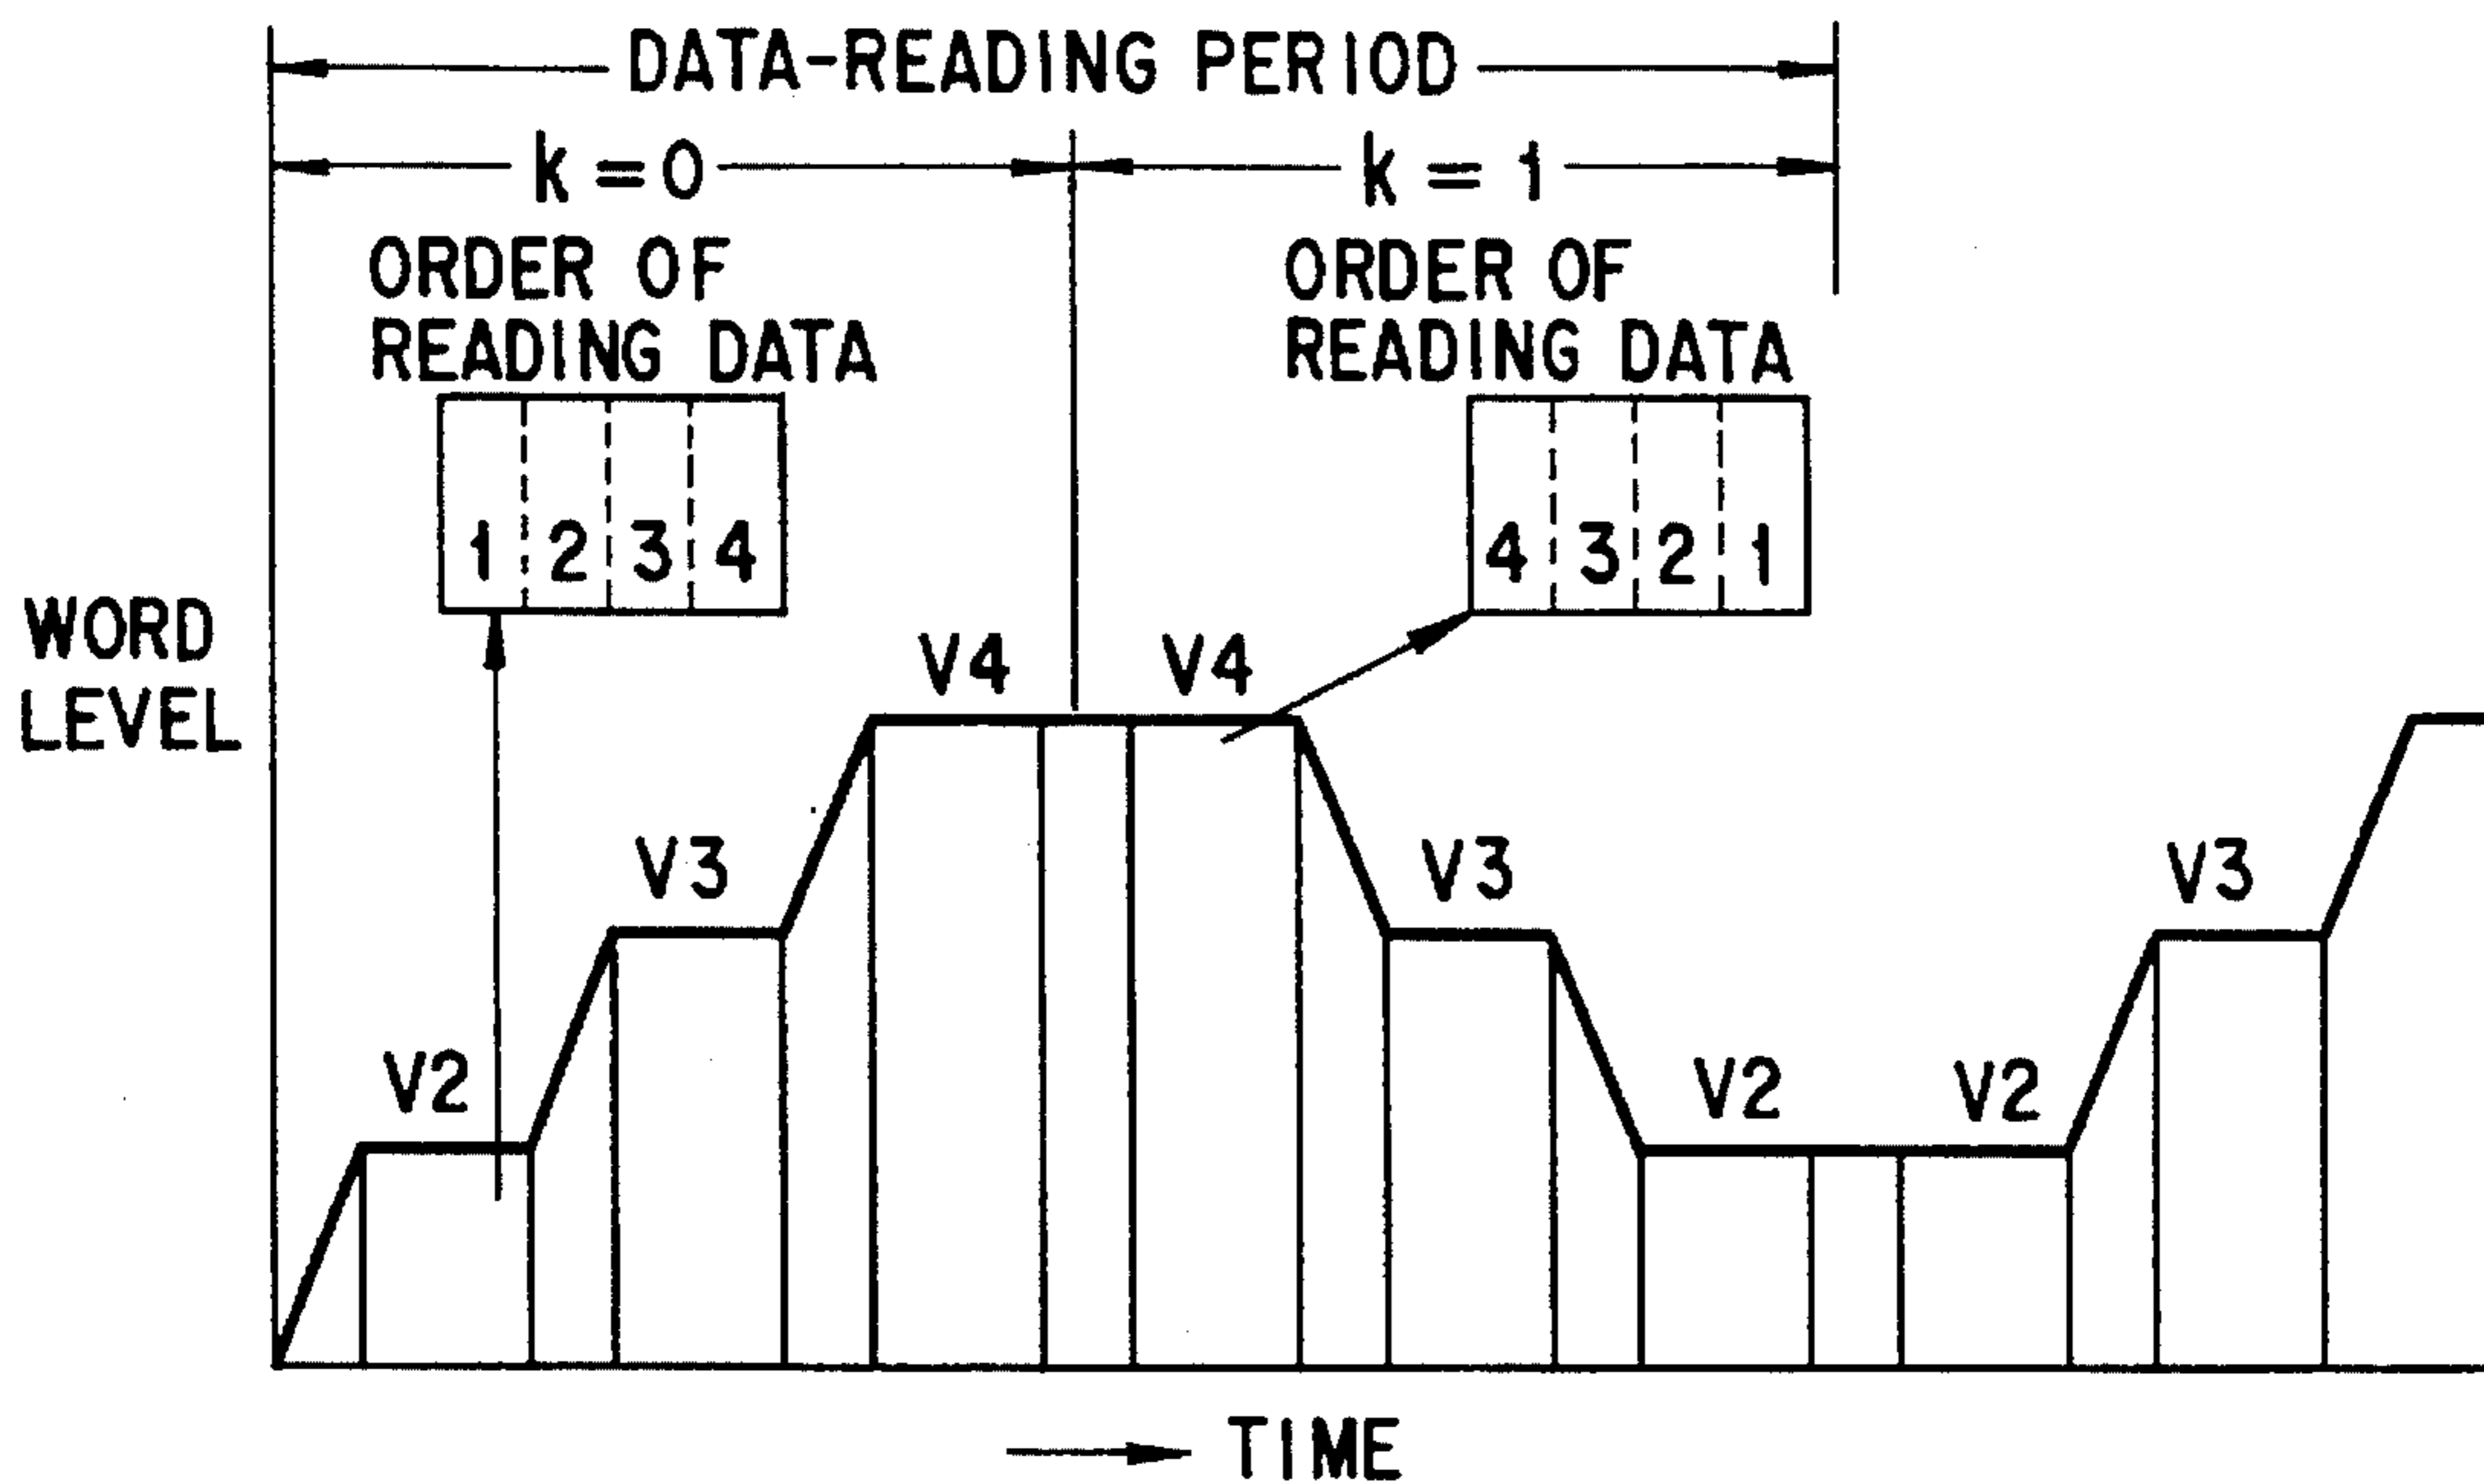 DATA-READING PERIOD
k=0
k=1
ORDER OF
READING DATA
ORDER OF
READING DATA
1 2 3 4
4 3 2 1
WORD
LEVEL
V4 V4
V3 V3 V3
V2 V2 V2
TIME